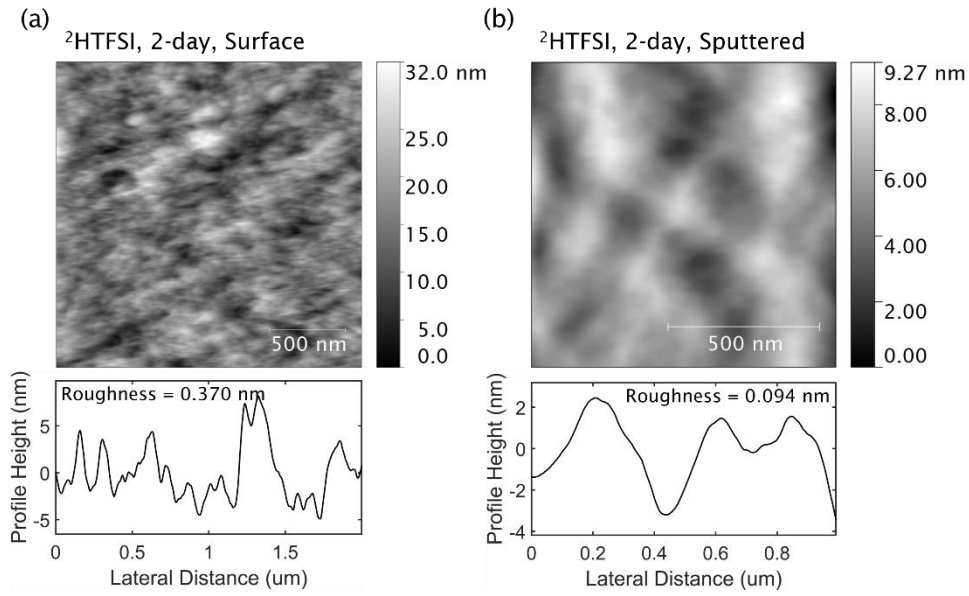 (a)
²HTFSI, 2-day, Surface
32.0 nm
25.0
20.0
15.0
10.0
5.0
0.0
500 nm
Roughness = 0.370 nm
Profile Height (nm)
5
0
-5
0
0.5
1
1.5
Lateral Distance (um)
(b)
²HTFSI, 2-day, Sputtered
9.27 nm
8.00
6.00
4.00
2.00
0.00
500 nm
Roughness = 0.094 nm
Profile Height (nm)
2
0
-2
-4
0
0.2
0.4
0.6
0.8
Lateral Distance (um)